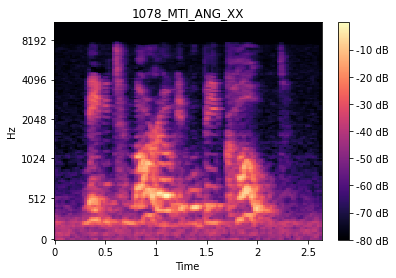 1078_MTI_ANG_XX
8192
4096
2048
1024
512
0
Hz
0
0.5
1
1.5
2
2.5
Time
-10 dB
-20 dB
-30 dB
-40 dB
-50 dB
-60 dB
-70 dB
-80 dB